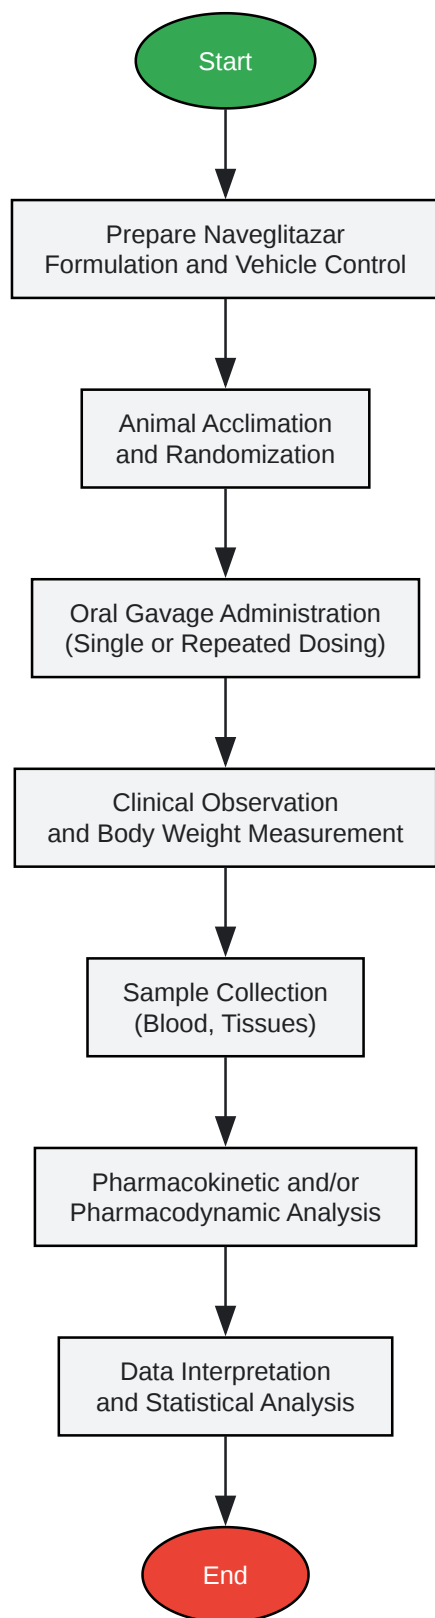 Start
Prepare Naveglitazar
Formulation and Vehicle Control
Animal Acclimation
and Randomization
Oral Gavage Administration
(Single or Repeated Dosing)
Clinical Observation
and Body Weight Measurement
Sample Collection
(Blood, Tissues)
Pharmacokinetic and/or
Pharmacodynamic Analysis
Data Interpretation
and Statistical Analysis
End